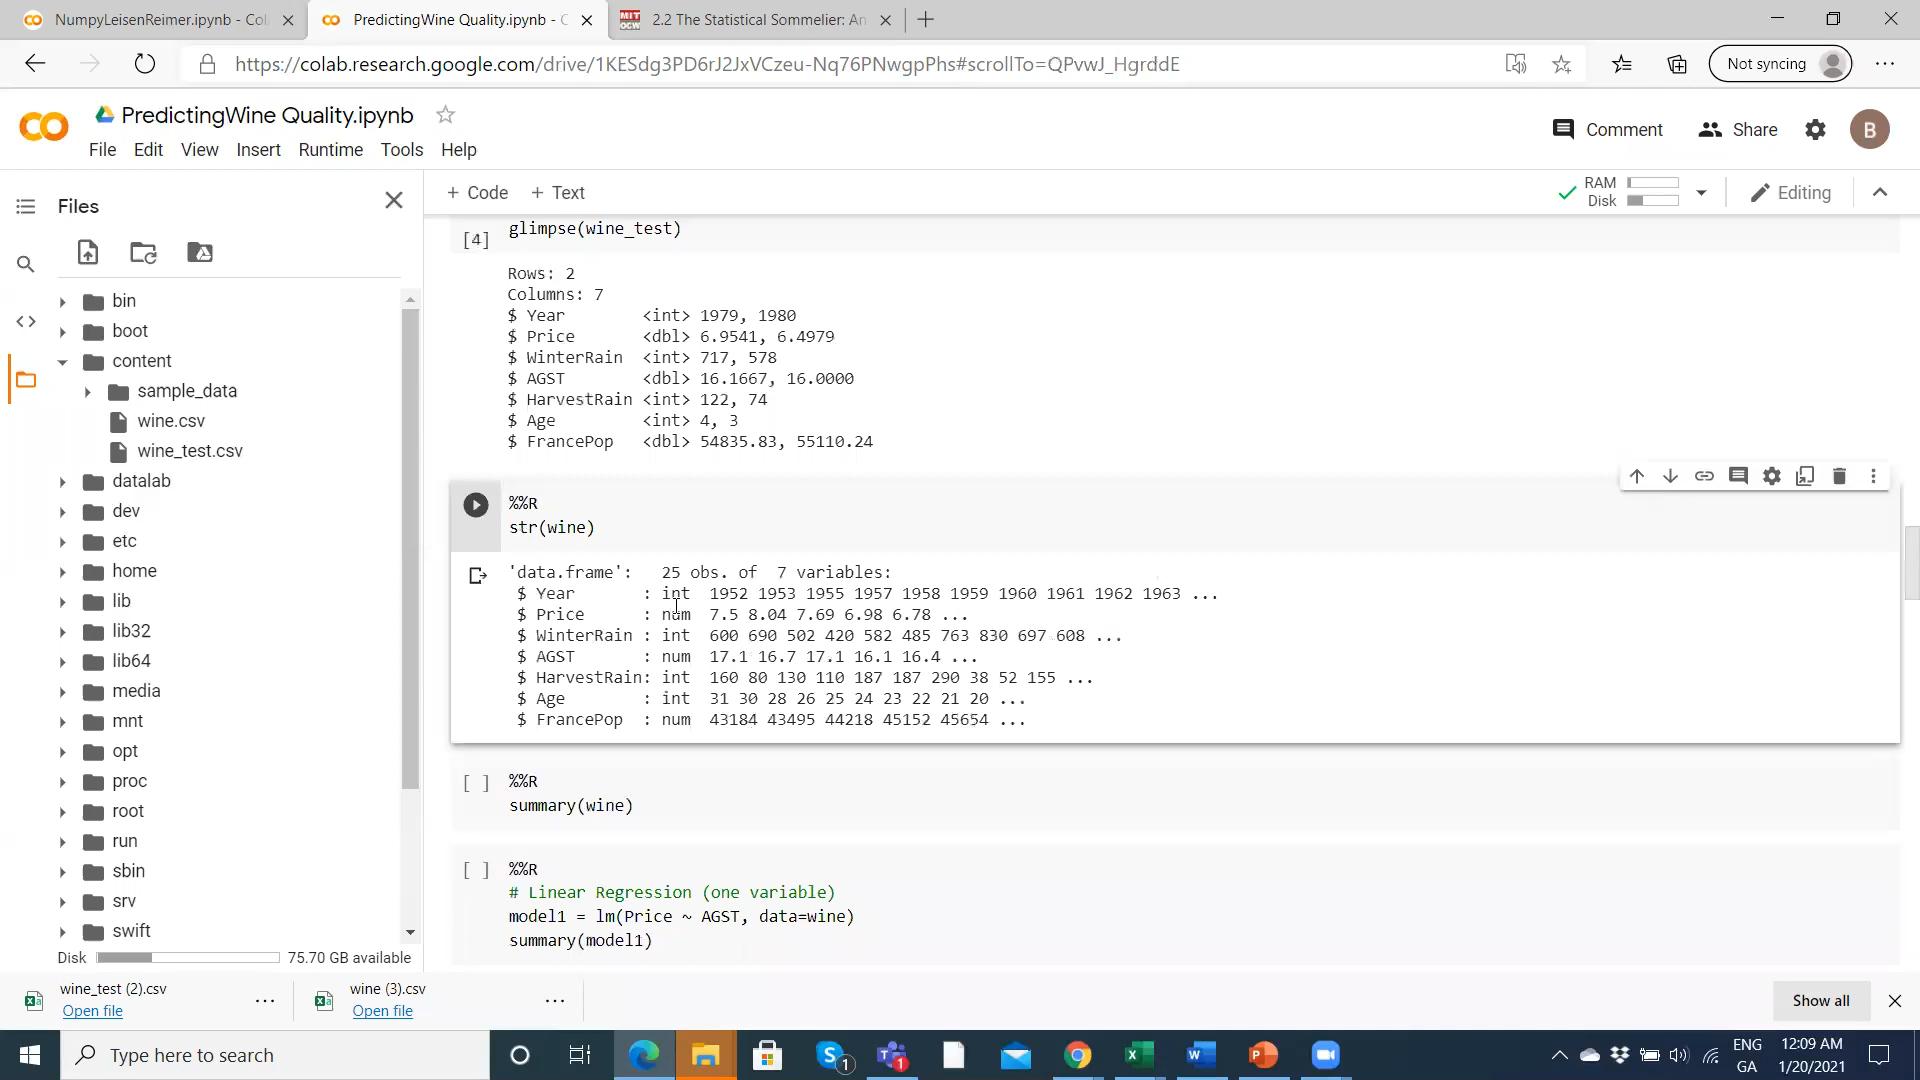 NumpyLeisenReimer.ipynb - Col
PredictingWine Quality.ipynb - C
MIT OCW 2.2 The Statistical Sommelier: An
https://colab.research.google.com/drive/1KESdg3PD6rJ2JxVCzeu-Nq76PNwgpPhs#scrollTo=QPvwJ_HgrddE
Not syncing
CO PredictingWine Quality.ipynb
Comment Share B
File Edit View Insert Runtime Tools Help
Files
+ Code + Text
RAM
Disk
Editing
bin
boot
content
sample_data
wine.csv
wine_test.csv
datalab
dev
etc
home
lib
lib32
lib64
media
mnt
opt
proc
root
run
sbin
srv
swift
Disk 75.70 GB available
[4] glimpse(wine_test)
Rows: 2
Columns: 7
$ Year <int> 1979, 1980
$ Price <dbl> 6.9541, 6.4979
$ WinterRain <int> 717, 578
$ AGST <dbl> 16.1667, 16.0000
$ HarvestRain <int> 122, 74
$ Age <int> 4, 3
$ FrancePop <dbl> 54835.83, 55110.24
%%R
str(wine)
'data.frame': 25 obs. of 7 variables:
$ Year : int 1952 1953 1955 1957 1958 1959 1960 1961 1962 1963 ...
$ Price : num 7.5 8.04 7.69 6.98 6.78 ...
$ WinterRain : int 600 690 502 420 582 485 763 830 697 608 ...
$ AGST : num 17.1 16.7 17.1 16.1 16.4 ...
$ HarvestRain: int 160 80 130 110 187 187 290 38 52 155 ...
$ Age : int 31 30 28 26 25 24 23 22 21 20 ...
$ FrancePop : num 43184 43495 44218 45152 45654 ...
[ ] %%R
summary(wine)
[ ] %%R
# Linear Regression (one variable)
model1 = lm(Price ~ AGST, data=wine)
summary(model1)
wine_test (2).csv
Open file
wine (3).csv
Open file
Show all
Type here to search
1
1
ENG
GA
12:09 AM
1/20/2021